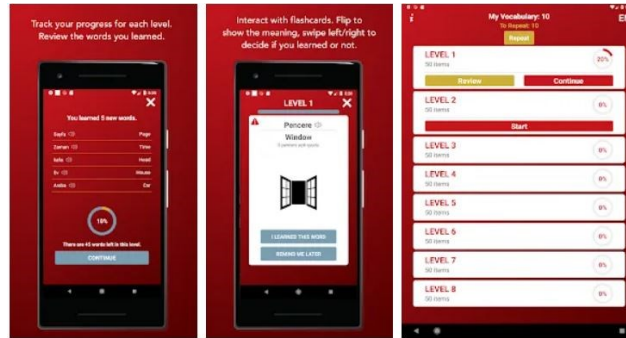 Track your progress for each level.
Review the words you learned.
You learned 5 new words.
Sayfa Page
Zaman Time
Kafa Head
Ev House
Araba Car
10%
There are 45 words left in this level.
CONTINUE
Interact with flashcards. Flip to
show the meaning, swipe left/right to
decide if you learned or not.
LEVEL 1
Pencere
Window
I LEARNED THIS WORD
REMIND ME LATER
My Vocabulary: 10
To Repeat: 10
Repeat
LEVEL 1
50 items
20%
Review Continue
LEVEL 2
50 items
0%
Start
LEVEL 3
50 items
0%
LEVEL 4
50 items
0%
LEVEL 5
50 items
0%
LEVEL 6
50 items
0%
LEVEL 7
50 items
0%
LEVEL 8
50 items
0%